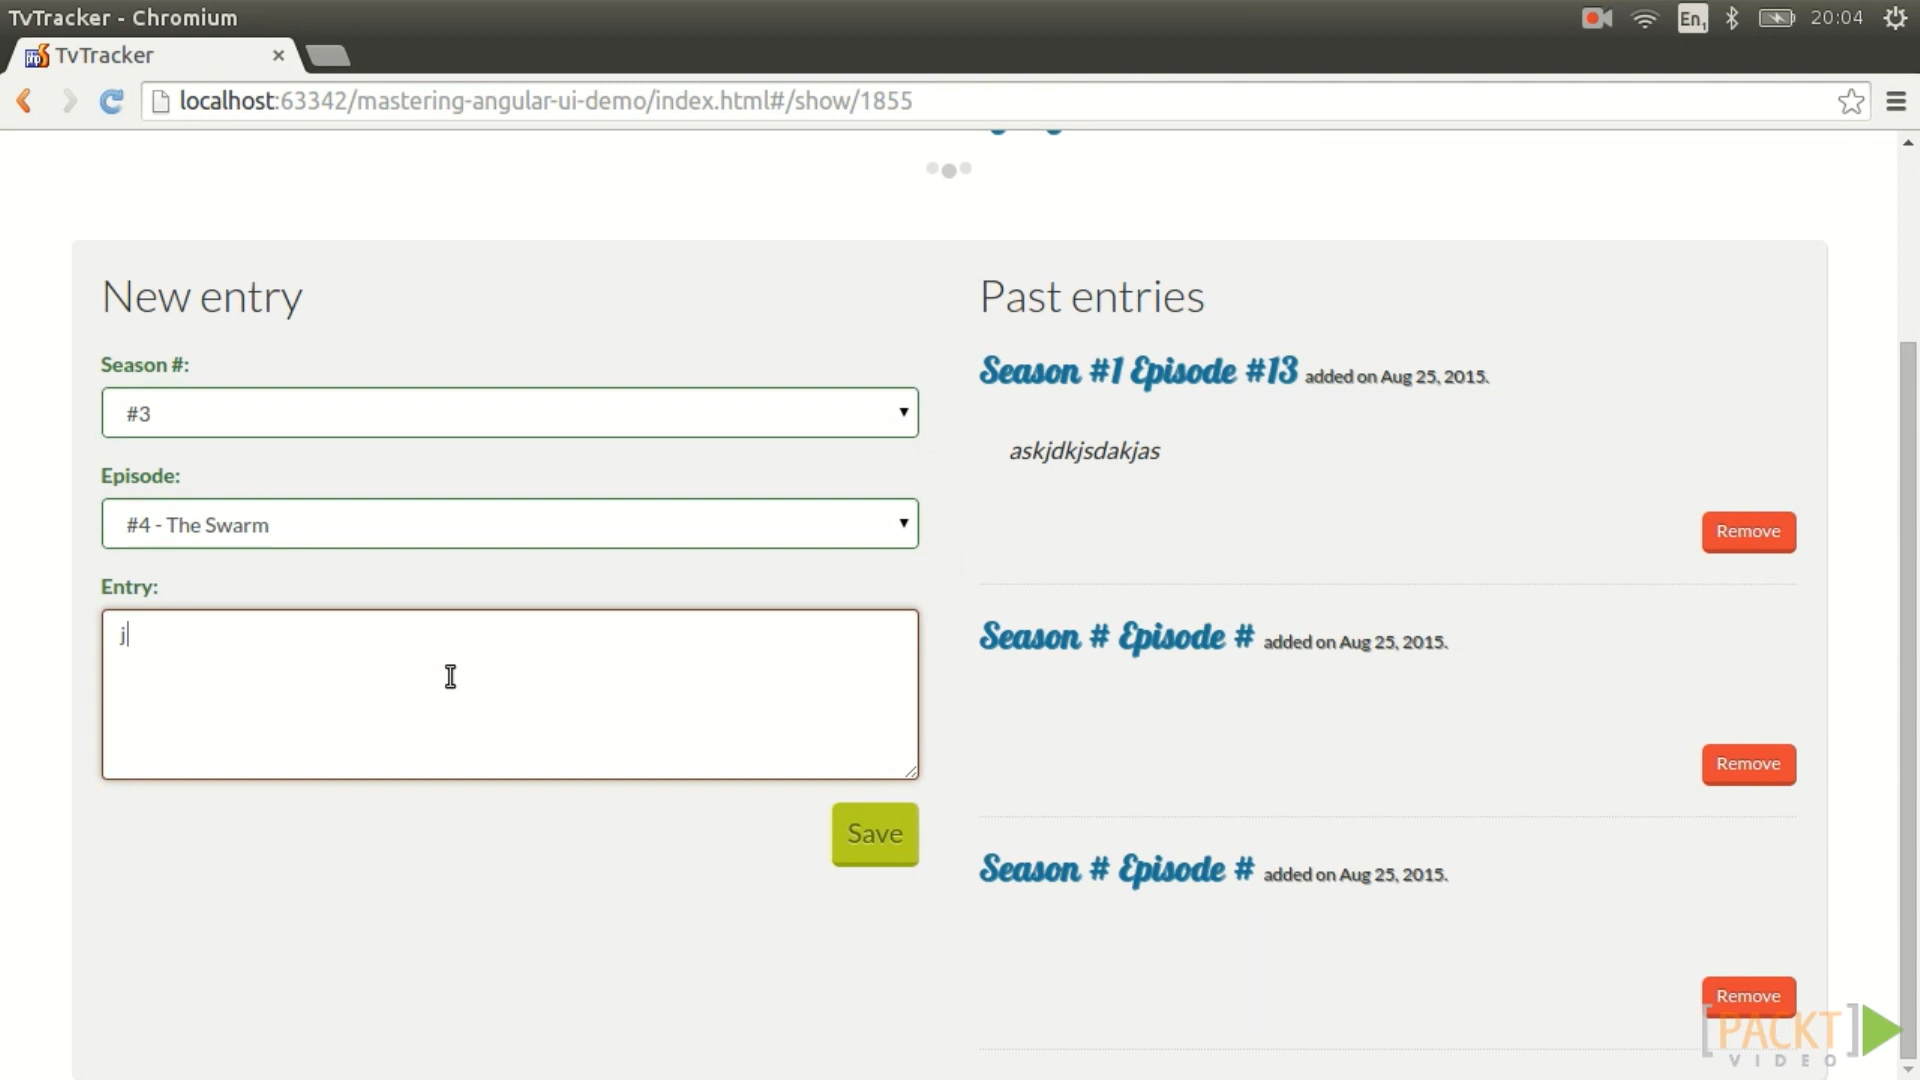 TvTracker - Chromium
En1
20:04
TvTracker
localhost:63342/mastering-angular-ui-demo/index.html#/show/1855
New entry
Season #:
#3
Episode:
#4 - The Swarm
Entry:
j
Save
Past entries
Season #1 Episode #13 added on Aug 25, 2015.
askjdkjsdakjas
Remove
Season # Episode # added on Aug 25, 2015.
Remove
Season # Episode # added on Aug 25, 2015.
Remove
[PACKT]
VIDEO